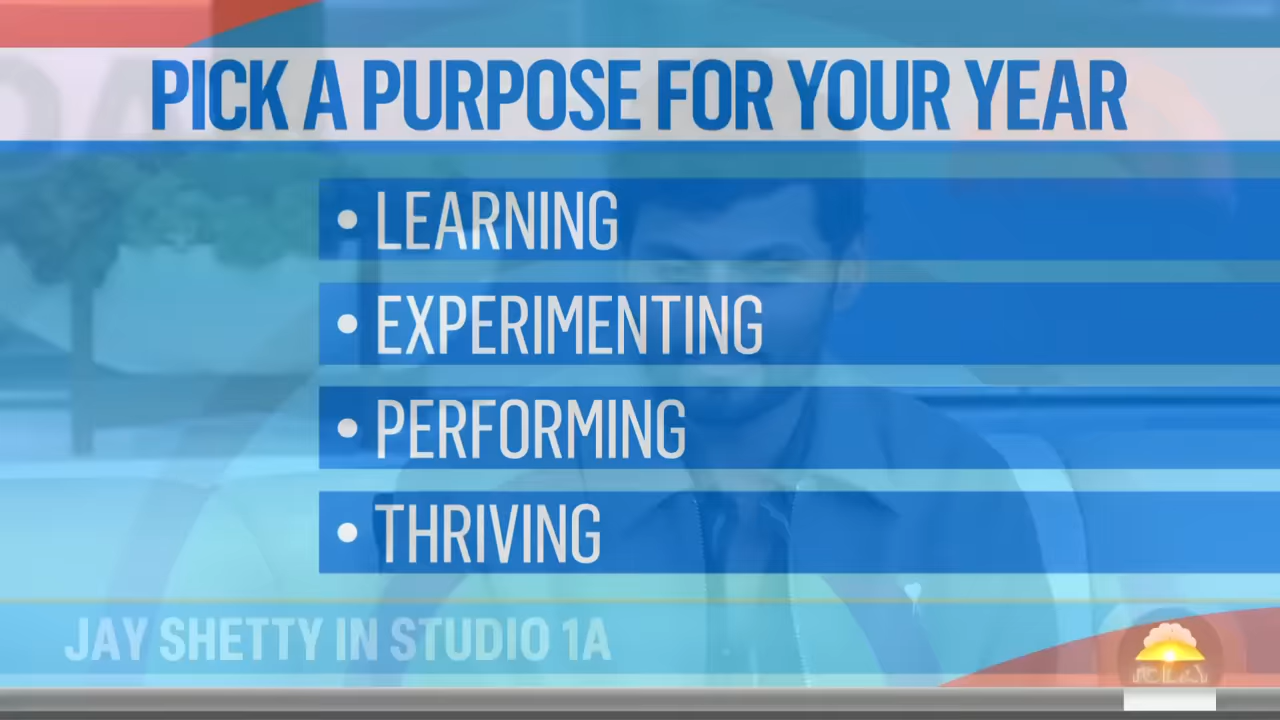 PICK A PURPOSE FOR YOUR YEAR
• LEARNING
• EXPERIMENTING
• PERFORMING
• THRIVING
JAY SHETTY IN STUDIO 1A